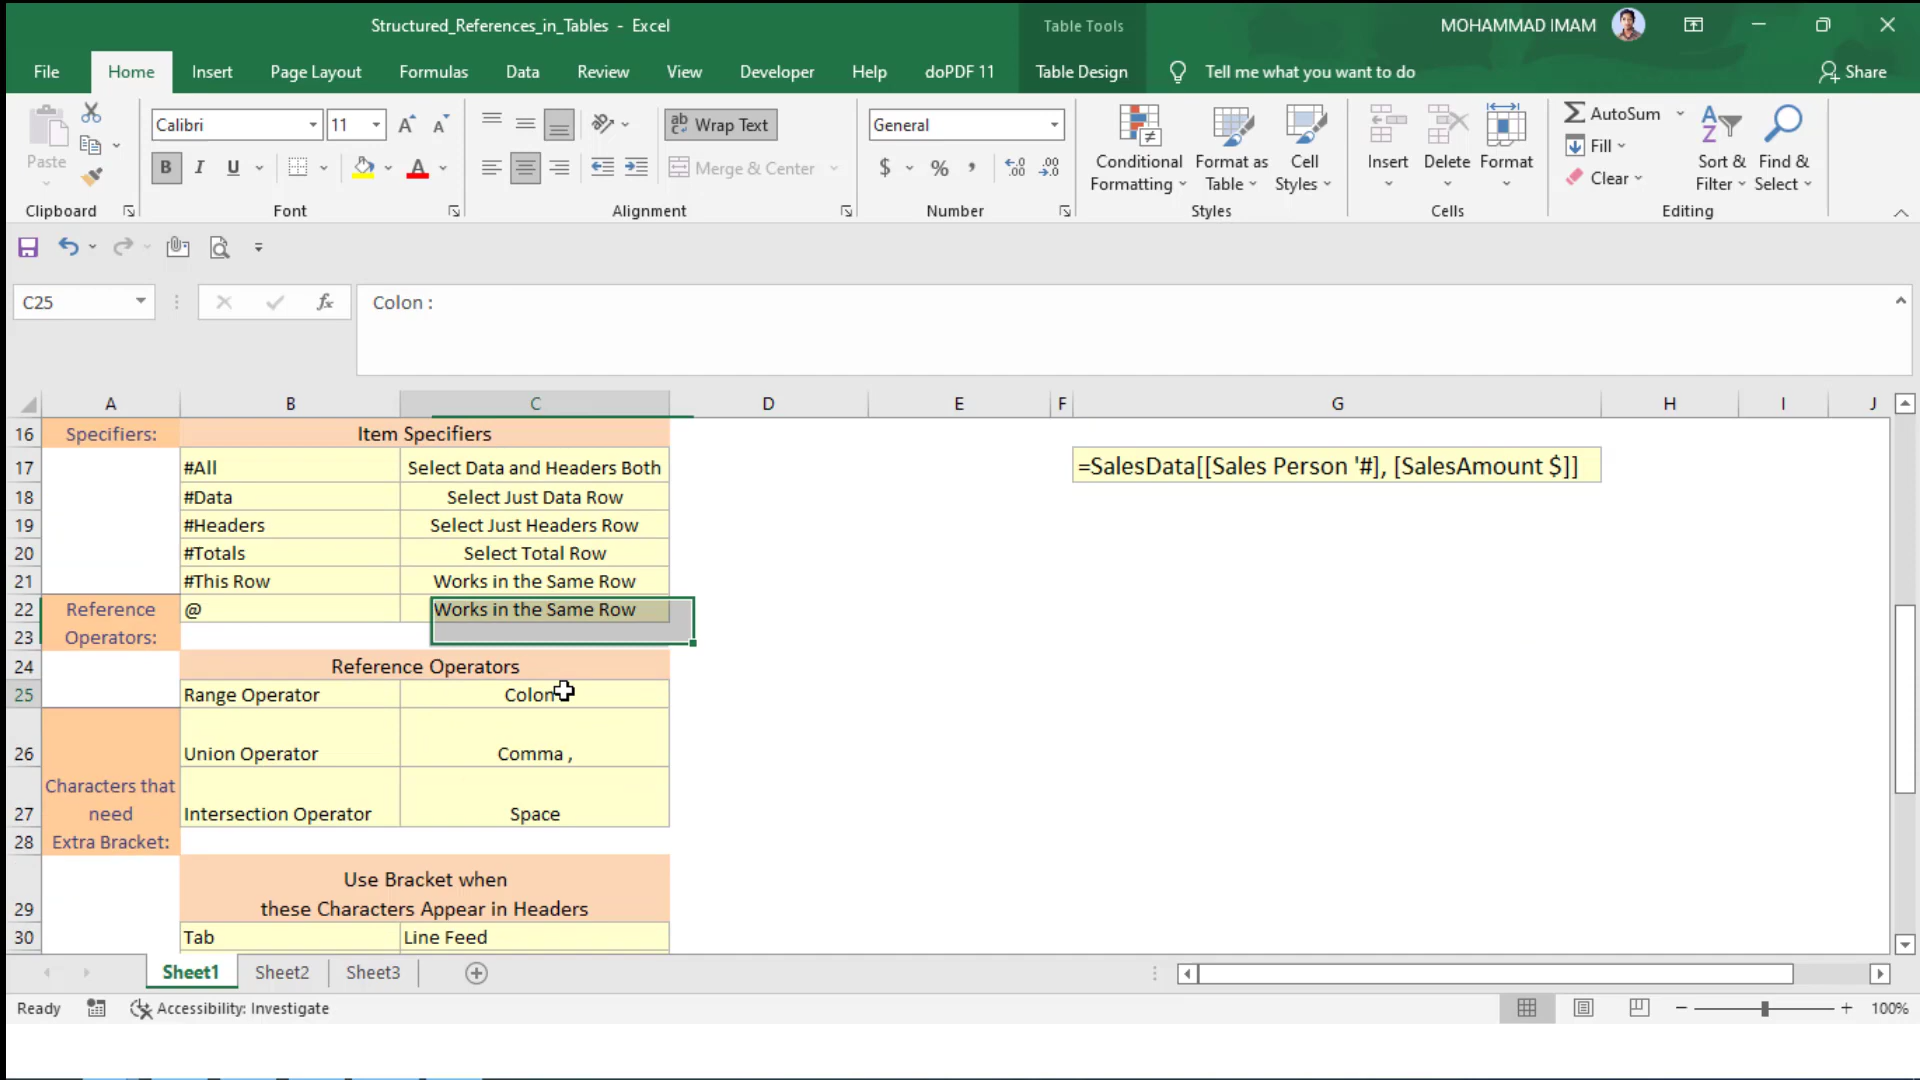 Structured_References_in_Tables - Excel
Table Tools
MOHAMMAD IMAM
File Home Insert Page Layout Formulas Data Review View Developer Help doPDF 11 Table Design Tell me what you want to do Share
Calibri 11
ab Wrap Text
General
AutoSum
Paste
B I U
A
Merge & Center
$ % ,
Conditional Formatting
Format as Table
Cell Styles
Insert Delete Format
Fill
Clear
Sort & Filter
Find & Select
Clipboard Font Alignment Number Styles Cells Editing
C25 fx Colon :
A B C D E F G H I J
16 Specifiers: Item Specifiers
17 #All Select Data and Headers Both =SalesData[[Sales Person '#], [SalesAmount $]]
18 #Data Select Just Data Row
19 #Headers Select Just Headers Row
20 #Totals Select Total Row
21 #This Row Works in the Same Row
22 Reference @ Works in the Same Row
23 Operators:
24 Reference Operators
25 Range Operator Colon
26 Union Operator Comma ,
Characters that
27 need Intersection Operator Space
28 Extra Bracket:
Use Bracket when
29 these Characters Appear in Headers
30 Tab Line Feed
Sheet1 Sheet2 Sheet3
Ready Accessibility: Investigate 100%